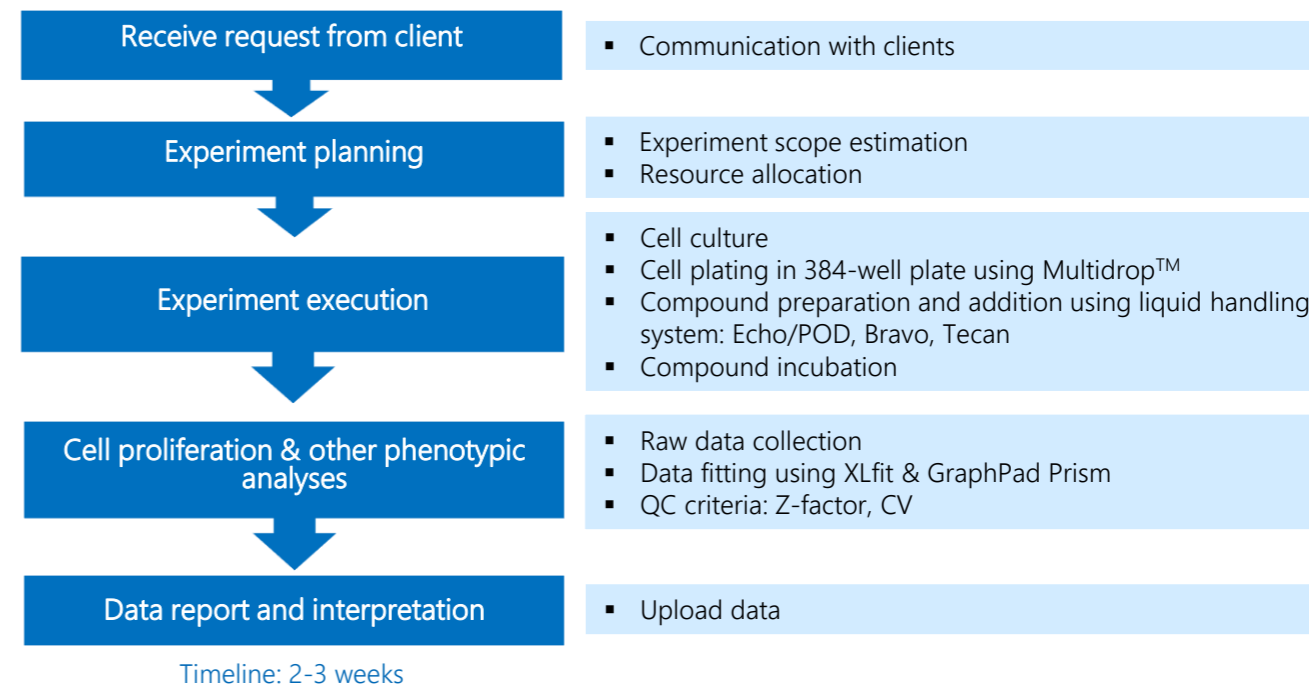 Receive request from client
▪ Communication with clients
Experiment planning
▪ Experiment scope estimation
▪ Resource allocation
Experiment execution
▪ Cell culture
▪ Cell plating in 384-well plate using Multidrop™
▪ Compound preparation and addition using liquid handling
system: Echo/POD, Bravo, Tecan
▪ Compound incubation
Cell proliferation & other phenotypic
analyses
▪ Raw data collection
▪ Data fitting using XLfit & GraphPad Prism
▪ QC criteria: Z-factor, CV
Data report and interpretation
▪ Upload data
Timeline: 2-3 weeks